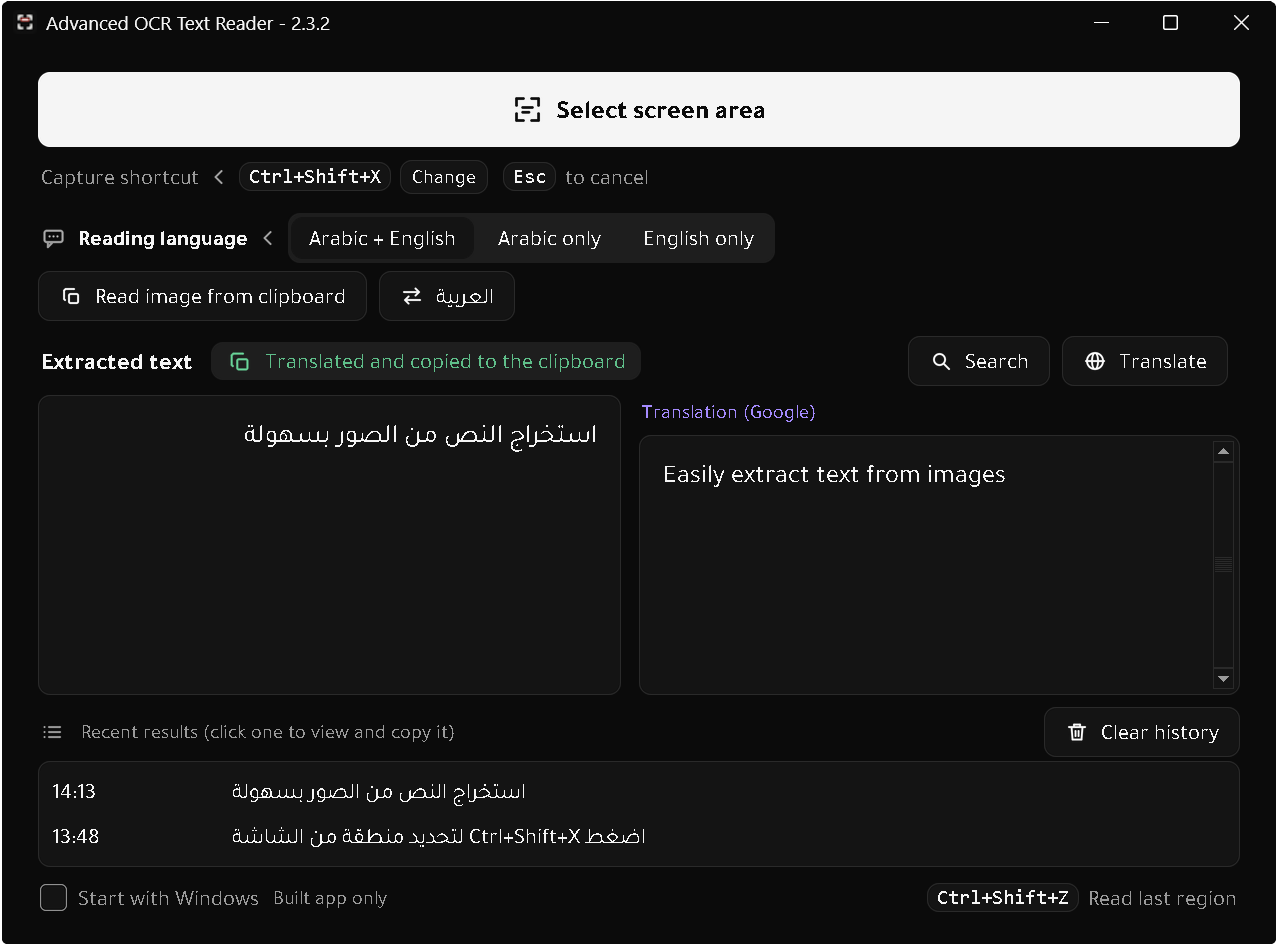 Advanced OCR Text Reader - 2.3.2
Select screen area
Capture shortcut Ctrl+Shift+X Change Esc to cancel
Reading language Arabic + English Arabic only English only
Read image from clipboard العربية
Extracted text Translated and copied to the clipboard Search Translate
Translation (Google)
استخراج النص من الصور بسهولة
Easily extract text from images
Recent results (click one to view and copy it) Clear history
14:13 استخراج النص من الصور بسهولة
13:48 اضغط Ctrl+Shift+X لتحديد منطقة من الشاشة
Start with Windows Built app only Ctrl+Shift+Z Read last region